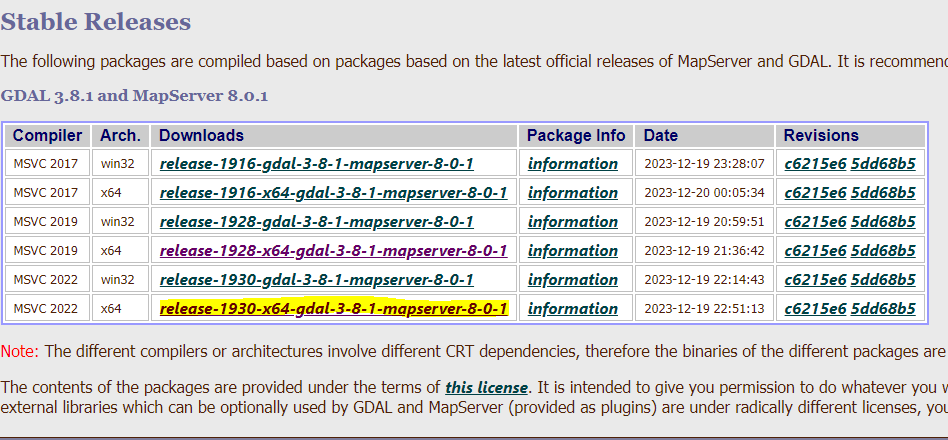 Stable Releases
The following packages are compiled based on packages based on the latest official releases of MapServer and GDAL. It is recommend
GDAL 3.8.1 and MapServer 8.0.1
Compiler Arch. Downloads Package Info Date Revisions
MSVC 2017 win32 release-1916-gdal-3-8-1-mapserver-8-0-1 information 2023-12-19 23:28:07 c6215e6 5dd68b5
MSVC 2017 x64 release-1916-x64-gdal-3-8-1-mapserver-8-0-1 information 2023-12-20 00:05:34 c6215e6 5dd68b5
MSVC 2019 win32 release-1928-gdal-3-8-1-mapserver-8-0-1 information 2023-12-19 20:59:51 c6215e6 5dd68b5
MSVC 2019 x64 release-1928-x64-gdal-3-8-1-mapserver-8-0-1 information 2023-12-19 21:36:42 c6215e6 5dd68b5
MSVC 2022 win32 release-1930-gdal-3-8-1-mapserver-8-0-1 information 2023-12-19 22:14:43 c6215e6 5dd68b5
MSVC 2022 x64 release-1930-x64-gdal-3-8-1-mapserver-8-0-1 information 2023-12-19 22:51:13 c6215e6 5dd68b5
Note: The different compilers or architectures involve different CRT dependencies, therefore the binaries of the different packages are
The contents of the packages are provided under the terms of this license. It is intended to give you permission to do whatever you w
external libraries which can be optionally used by GDAL and MapServer (provided as plugins) are under radically different licenses, you